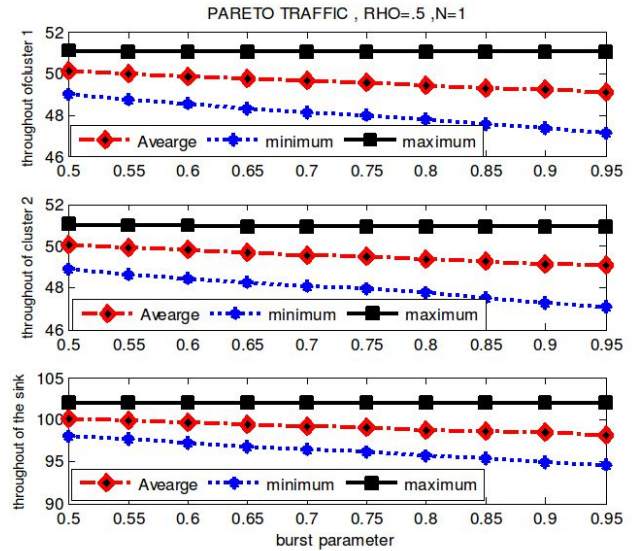 PARETO TRAFFIC , RHO=.5 ,N=1
throughout ofcluster 1
52
50
48
46
Avearge minimum maximum
0.5 0.55 0.6 0.65 0.7 0.75 0.8 0.85 0.9 0.95
throughout of cluster 2
52
50
48
46
Avearge minimum maximum
0.5 0.55 0.6 0.65 0.7 0.75 0.8 0.85 0.9 0.95
throughout of the sink
105
100
95
90
Avearge minimum maximum
0.5 0.55 0.6 0.65 0.7 0.75 0.8 0.85 0.9 0.95
burst parameter